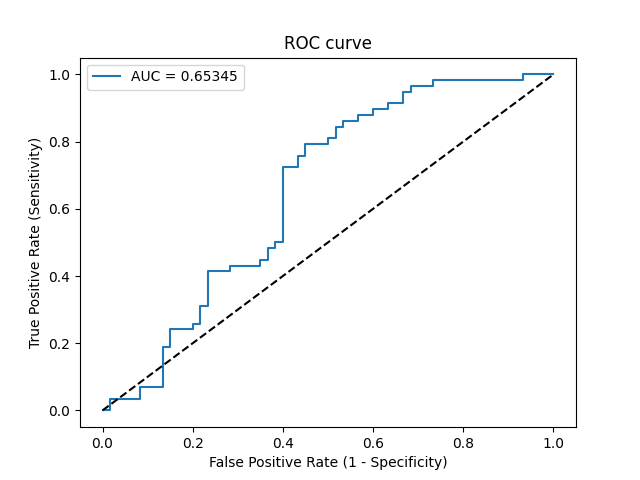 ROC curve
AUC = 0.65345
True Positive Rate (Sensitivity)
1.0
0.8
0.6
0.4
0.2
0.0
0.0 0.2 0.4 0.6 0.8 1.0
False Positive Rate (1 - Specificity)